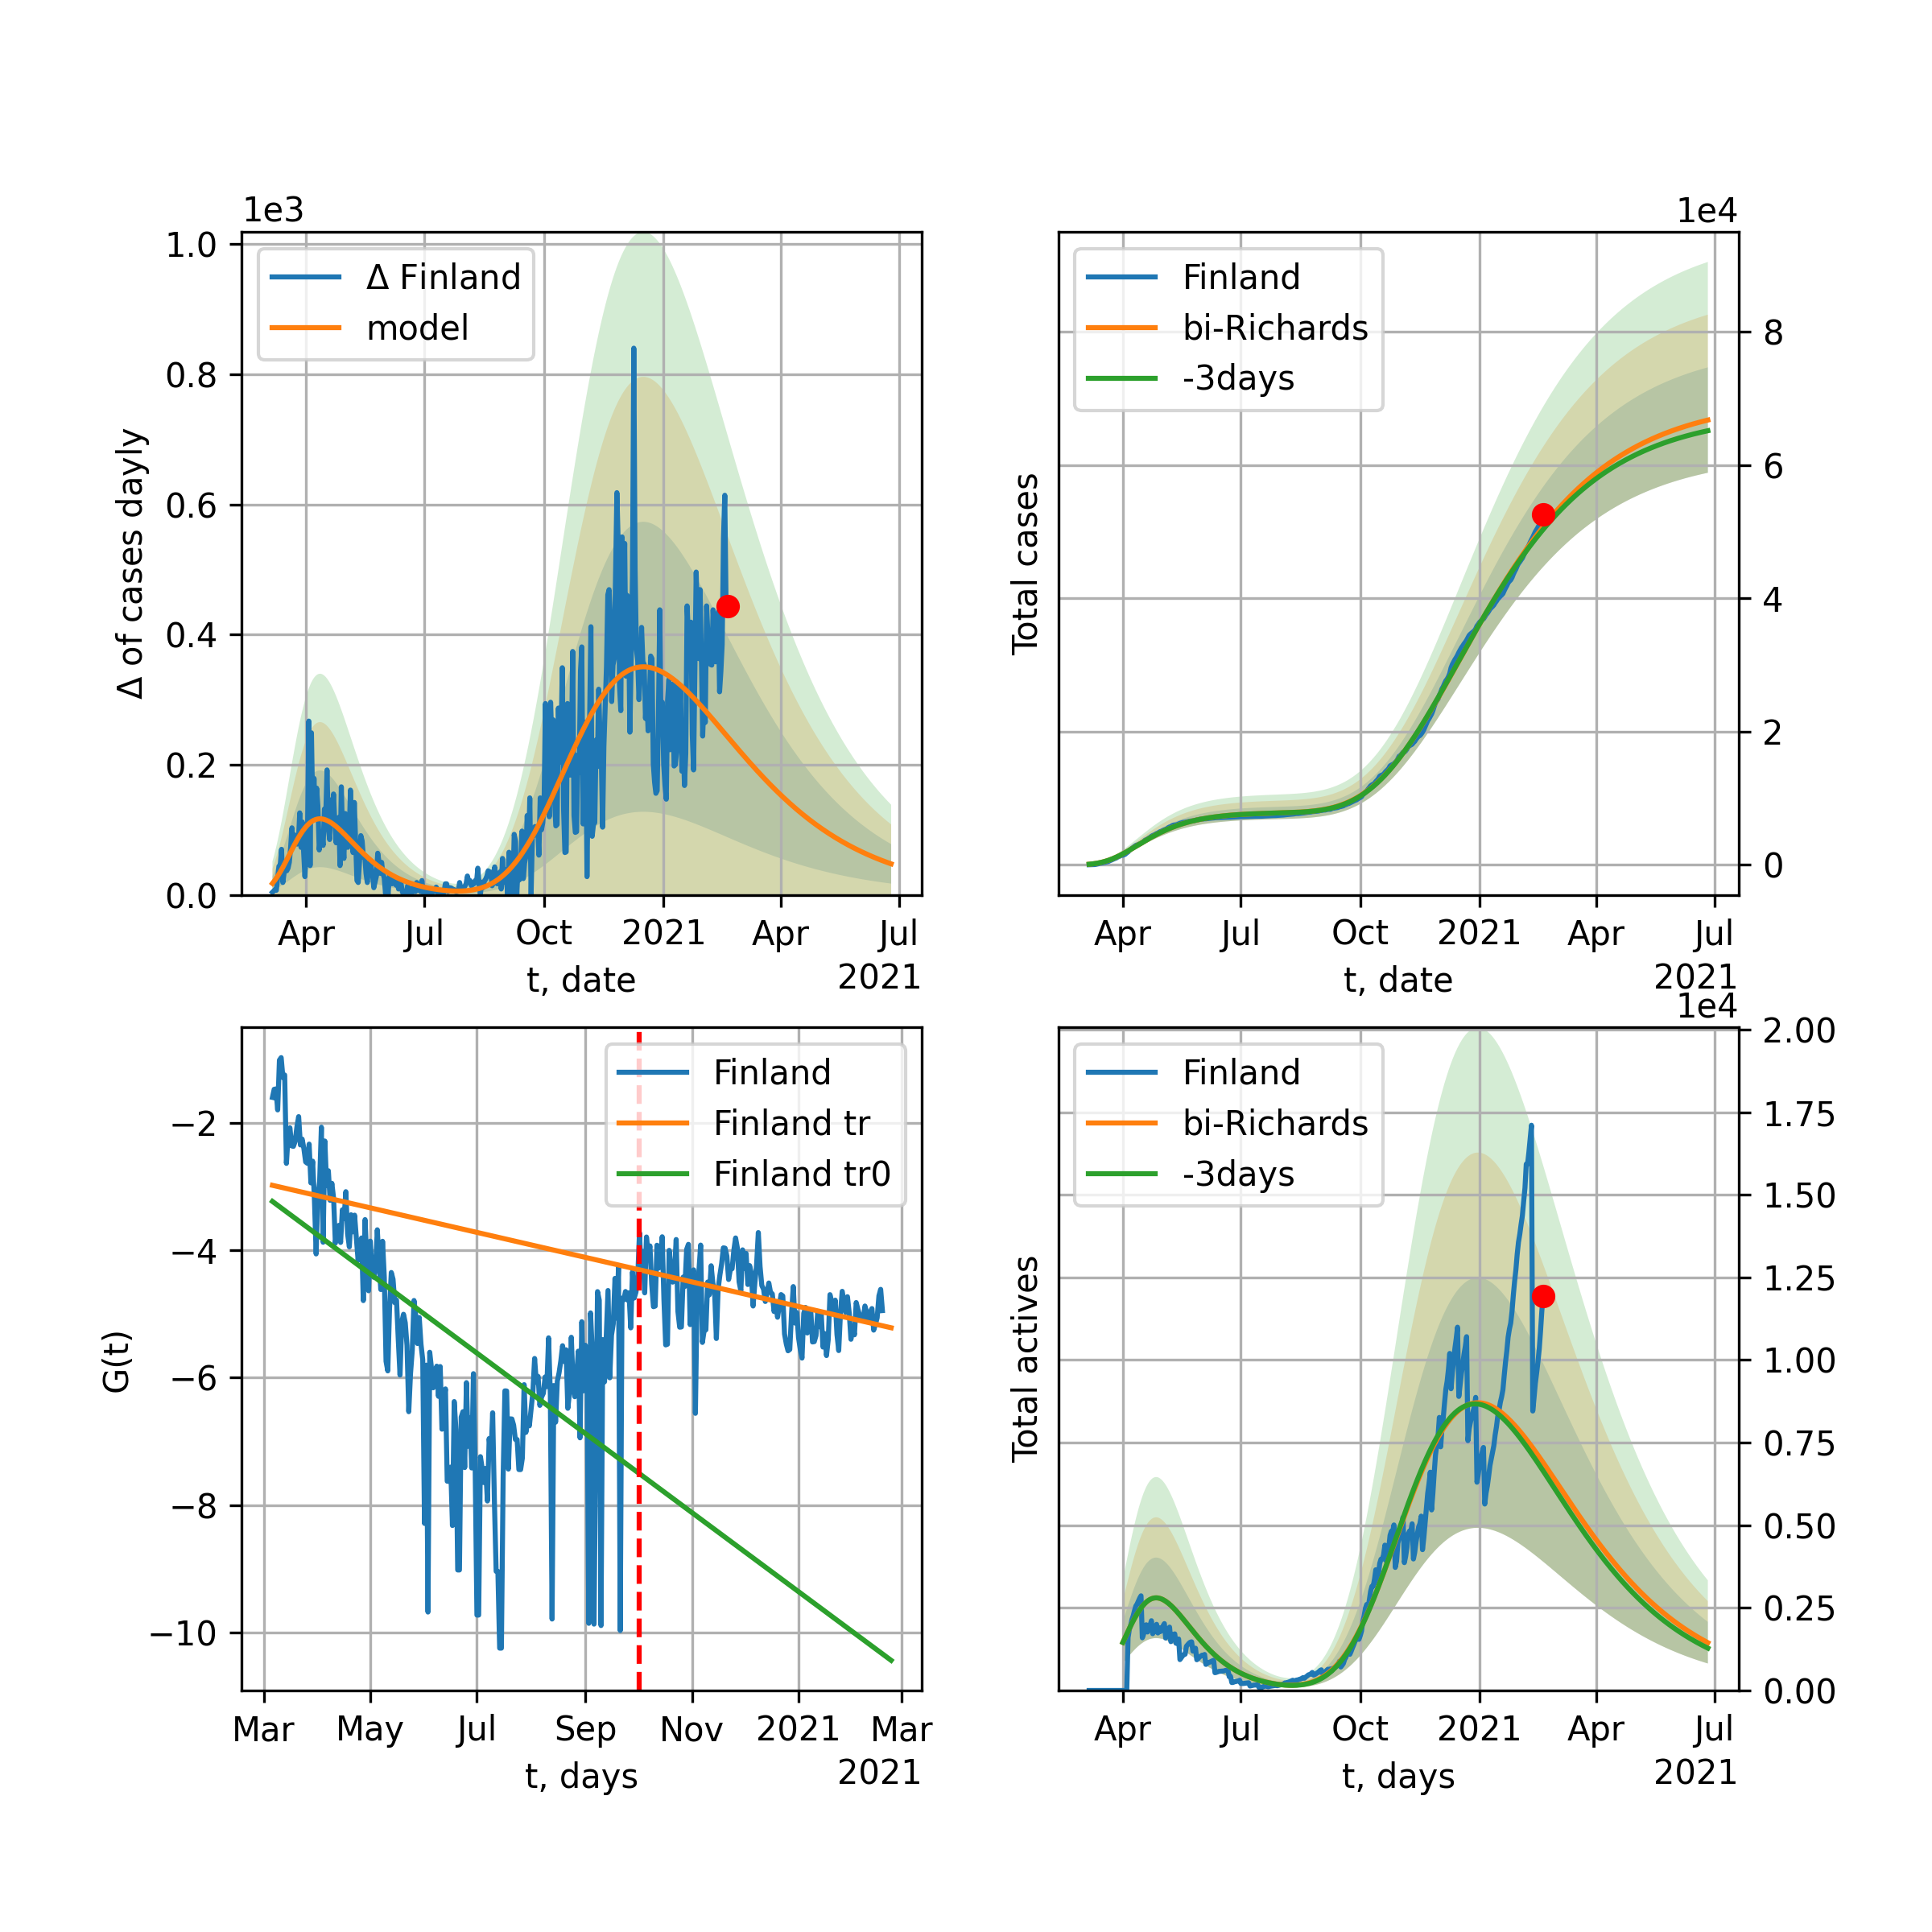 1e3
1.0
0.8
0.6
0.4
0.2
0.0
Δ of cases dayly
Δ Finland
model
Apr Jul Oct 2021 Apr Jul
t, date
2021
1e4
8
6
4
2
0
Total cases
Finland
bi-Richards
-3days
Apr Jul Oct 2021 Apr Jul
t, date
2021
−2
−4
−6
−8
−10
G(t)
Finland
Finland tr
Finland tr0
Mar May Jul Sep Nov 2021 Mar
t, days
2021
1e4
2.00
1.75
1.50
1.25
1.00
0.75
0.50
0.25
0.00
Total actives
Finland
bi-Richards
-3days
Apr Jul Oct 2021 Apr Jul
t, days
2021